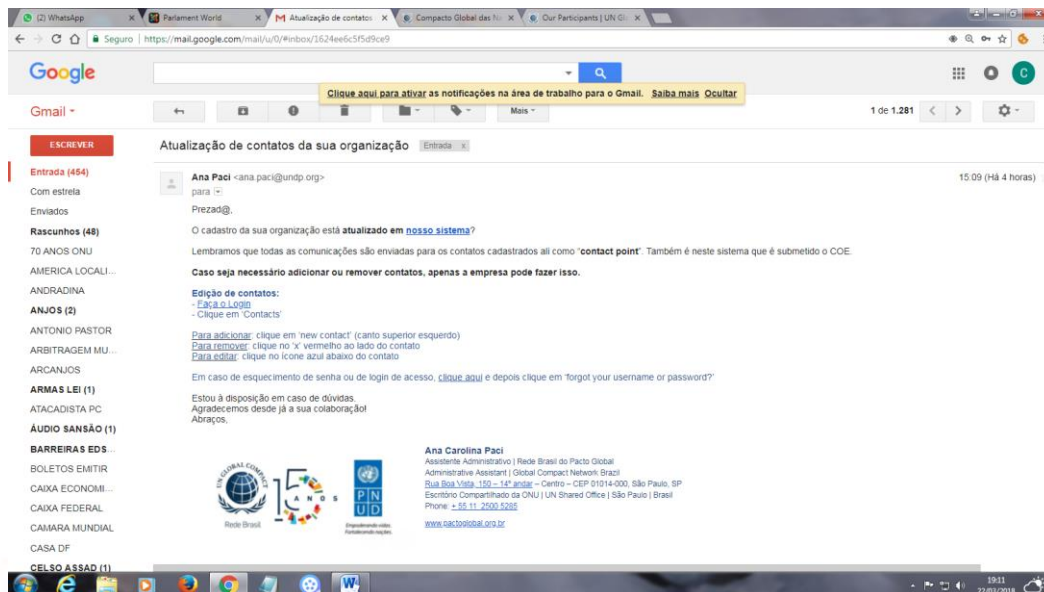 (2) WhatsApp
Parlament World
Atualização de contatos
Compacto Global das Na
Our Participants | UN Gl
Seguro
https://mail.google.com/mail/u/0/#inbox/1624ee6c5f5d9ce9
Google
C
Clique aqui para ativar as notificações na área de trabalho para o Gmail. Saiba mais Ocultar
Gmail
Mais
1 de 1.281
ESCREVER
Atualização de contatos da sua organização Entrada x
Entrada (454)
Com estrela
Enviados
Rascunhos (48)
70 ANOS ONU
AMERICA LOCALI...
ANDRADINA
ANJOS (2)
ANTONIO PASTOR
ARBITRAGEM MU...
ARCANJOS
ARMAS LEI (1)
ATACADISTA PC
ÁUDIO SANSÃO (1)
BARREIRAS EDS...
BOLETOS EMITIR
CAIXA ECONOMI...
CAIXA FEDERAL
CAMARA MUNDIAL
CASA DF
CELSO ASSAD (1)
Ana Paci <ana.paci@undp.org>
15:09 (Há 4 horas)
para
Prezad@,
O cadastro da sua organização está atualizado em nosso sistema?
Lembramos que todas as comunicações são enviadas para os contatos cadastrados ali como "contact point". Também é neste sistema que é submetido o COE.
Caso seja necessário adicionar ou remover contatos, apenas a empresa pode fazer isso.
Edição de contatos:
- Faça o Login
- Clique em 'Contacts'
Para adicionar: clique em 'new contact' (canto superior esquerdo)
Para remover: clique no 'x' vermelho ao lado do contato
Para editar: clique no ícone azul abaixo do contato
Em caso de esquecimento de senha ou de login de acesso, clique aqui e depois clique em 'forgot your username or password?'
Estou à disposição em caso de dúvidas.
Agradecemos desde já a sua colaboração!
Abraços,
UN GLOBAL COMPACT
Rede Brasil
15 ANOS
PNUD
Empoderando vidas.
Fortalecendo nações.
Ana Carolina Paci
Assistente Administrativo | Rede Brasil do Pacto Global
Administrative Assistant | Global Compact Network Brazil
Rua Boa Vista, 150 – 14º andar – Centro – CEP 01014-000, São Paulo, SP
Escritório Compartilhado da ONU | UN Shared Office | São Paulo | Brasil
Phone: + 55 11 2500 5285
www.pactoglobal.org.br
19:11
22/03/2018